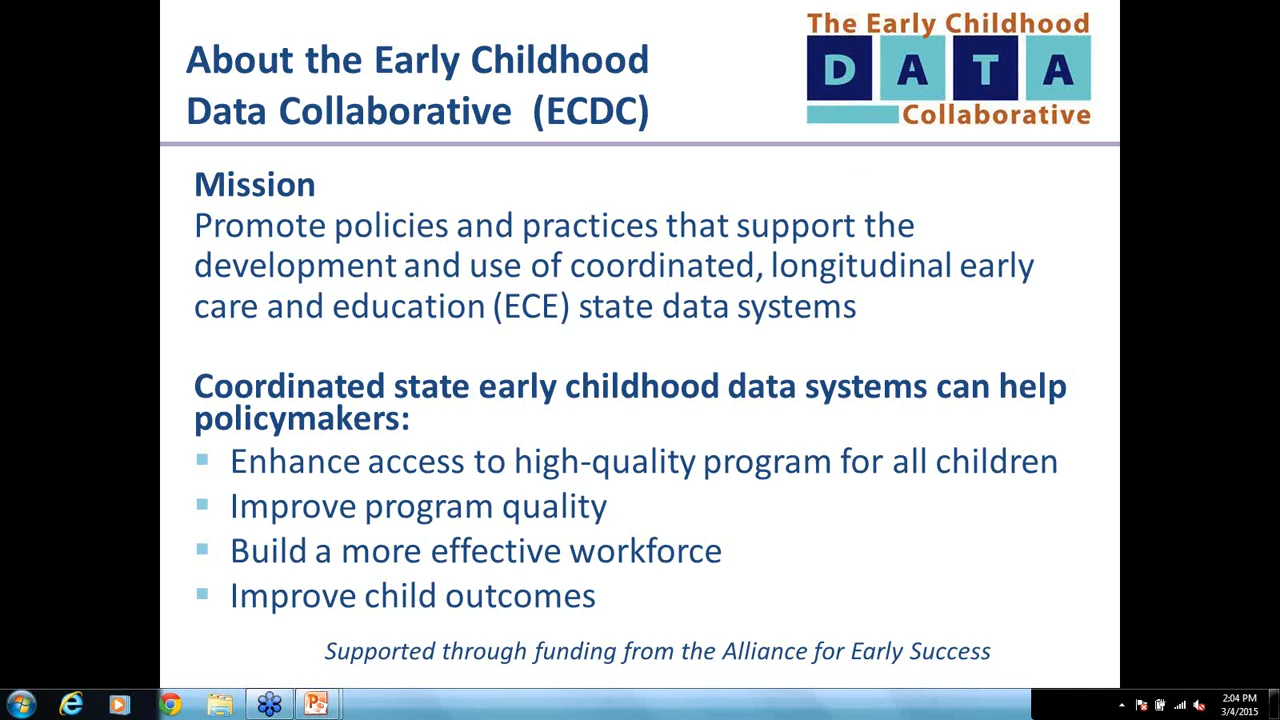 About the Early Childhood
Data Collaborative (ECDC)
The Early Childhood
DATA
Collaborative
Mission
Promote policies and practices that support the
development and use of coordinated, longitudinal early
care and education (ECE) state data systems
Coordinated state early childhood data systems can help
policymakers:
Enhance access to high-quality program for all children
Improve program quality
Build a more effective workforce
Improve child outcomes
Supported through funding from the Alliance for Early Success
2:04 PM
3/4/2015